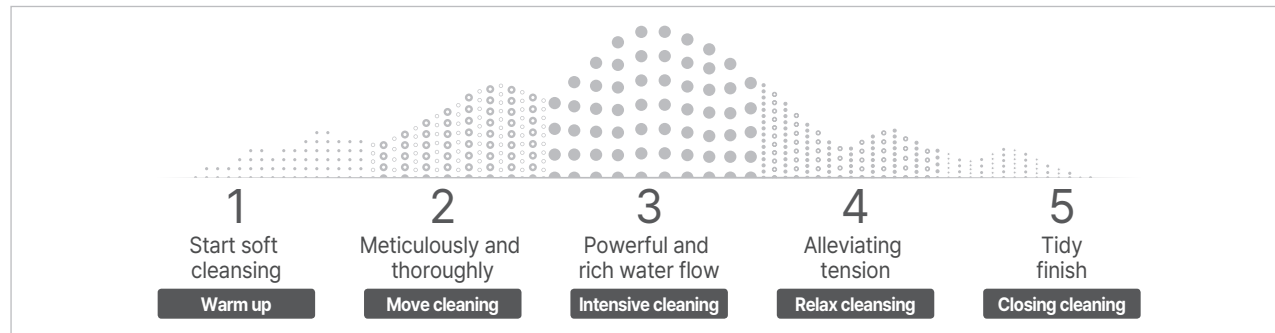 1
Start soft
cleansing
Warm up
2
Meticulously and
thoroughly
Move cleaning
3
Powerful and
rich water flow
Intensive cleaning
4
Alleviating
tension
Relax cleansing
5
Tidy
finish
Closing cleaning